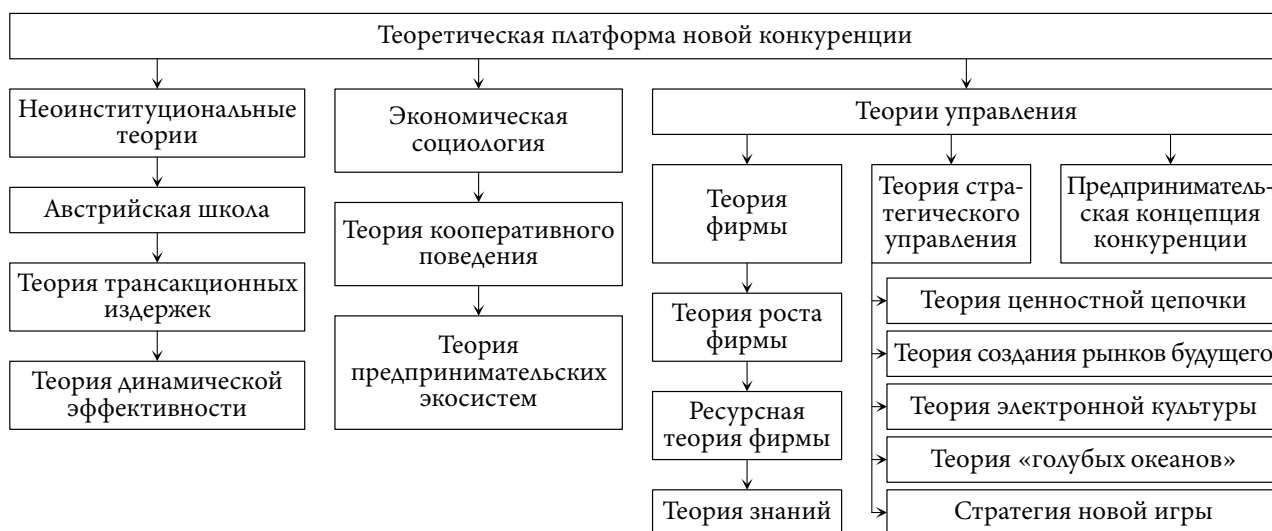 Теоретическая платформа новой конкуренции
Неоинституциональные
теории
Австрийская школа
Теория трансакционных
издержек
Теория динамической
эффективности
Экономическая
социология
Теория кооперативного
поведения
Теория
предпринимательских
экосистем
Теории управления
Теория
фирмы
Теория роста
фирмы
Ресурсная
теория фирмы
Теория знаний
Теория стра-
тегического
управления
Предприниматель-
ская концепция
конкуренции
Теория ценностной цепочки
Теория создания рынков будущего
Теория электронной культуры
Теория «голубых океанов»
Стратегия новой игры